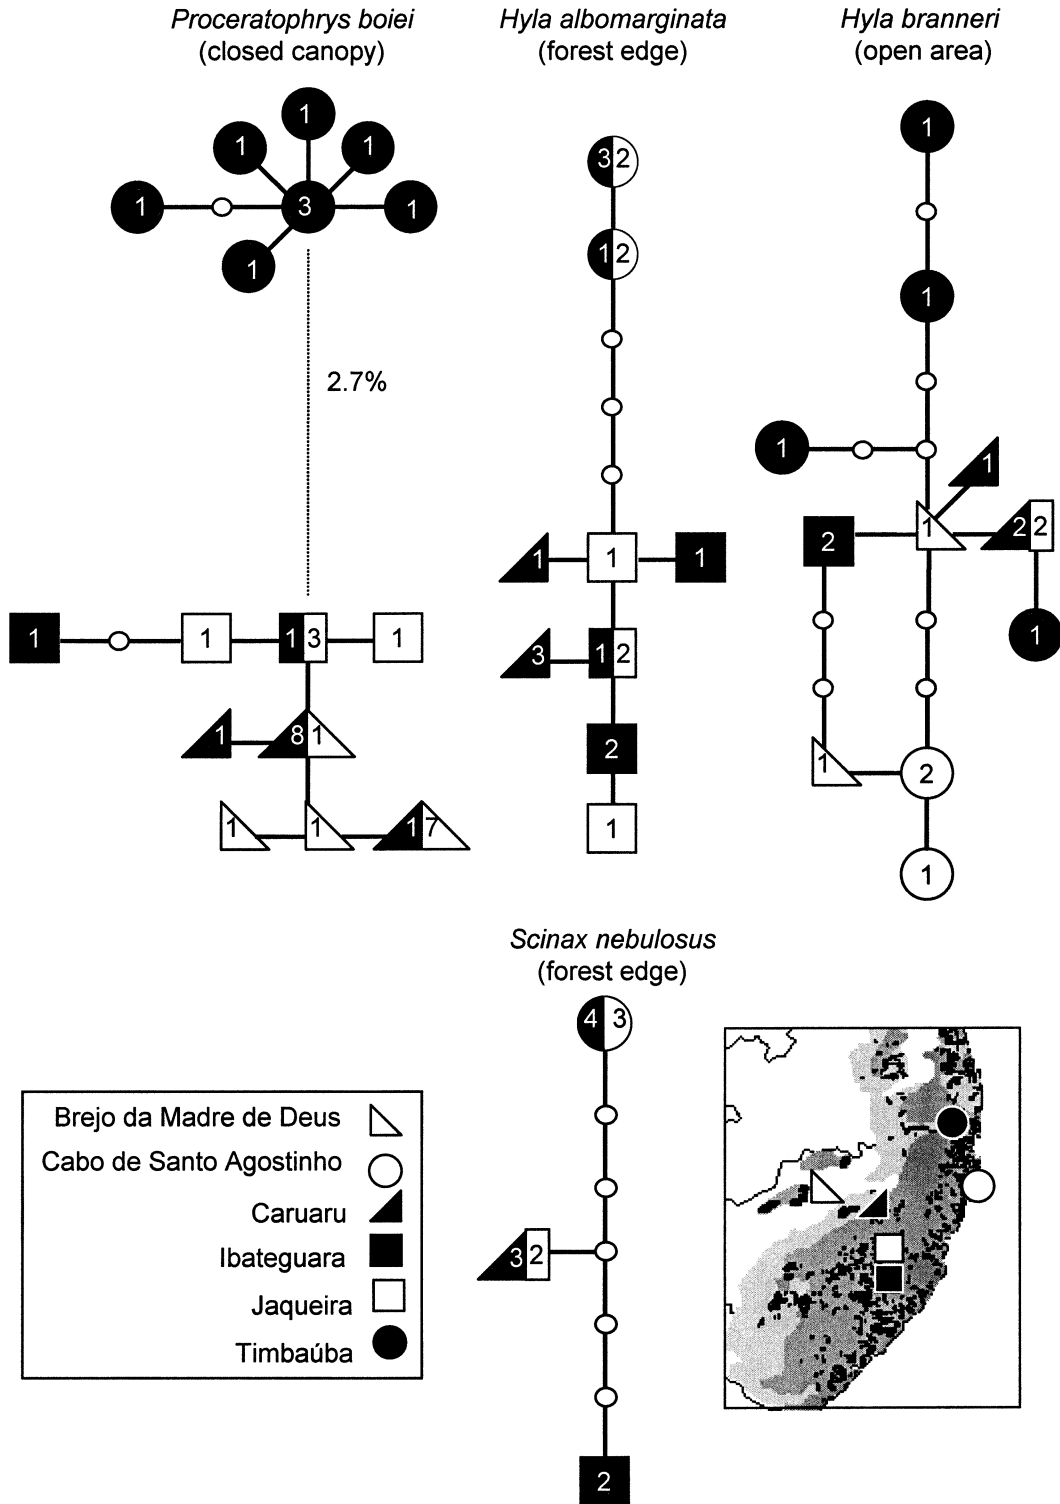 Proceratophrys boiei
(closed canopy)
1
1
1
1
3
1
1
2.7%
1
1
1 3
1
1
8 1
1
1
1 7
Hyla albomarginata
(forest edge)
3 2
1 2
1
1
1
3
1 2
2
1
Hyla branneri
(open area)
1
1
1
1
2
1
2 2
1
1
2
1
Scinax nebulosus
(forest edge)
4 3
3 2
2
Brejo da Madre de Deus
Cabo de Santo Agostinho
Caruaru
Ibateguara
Jaqueira
Timbaúba